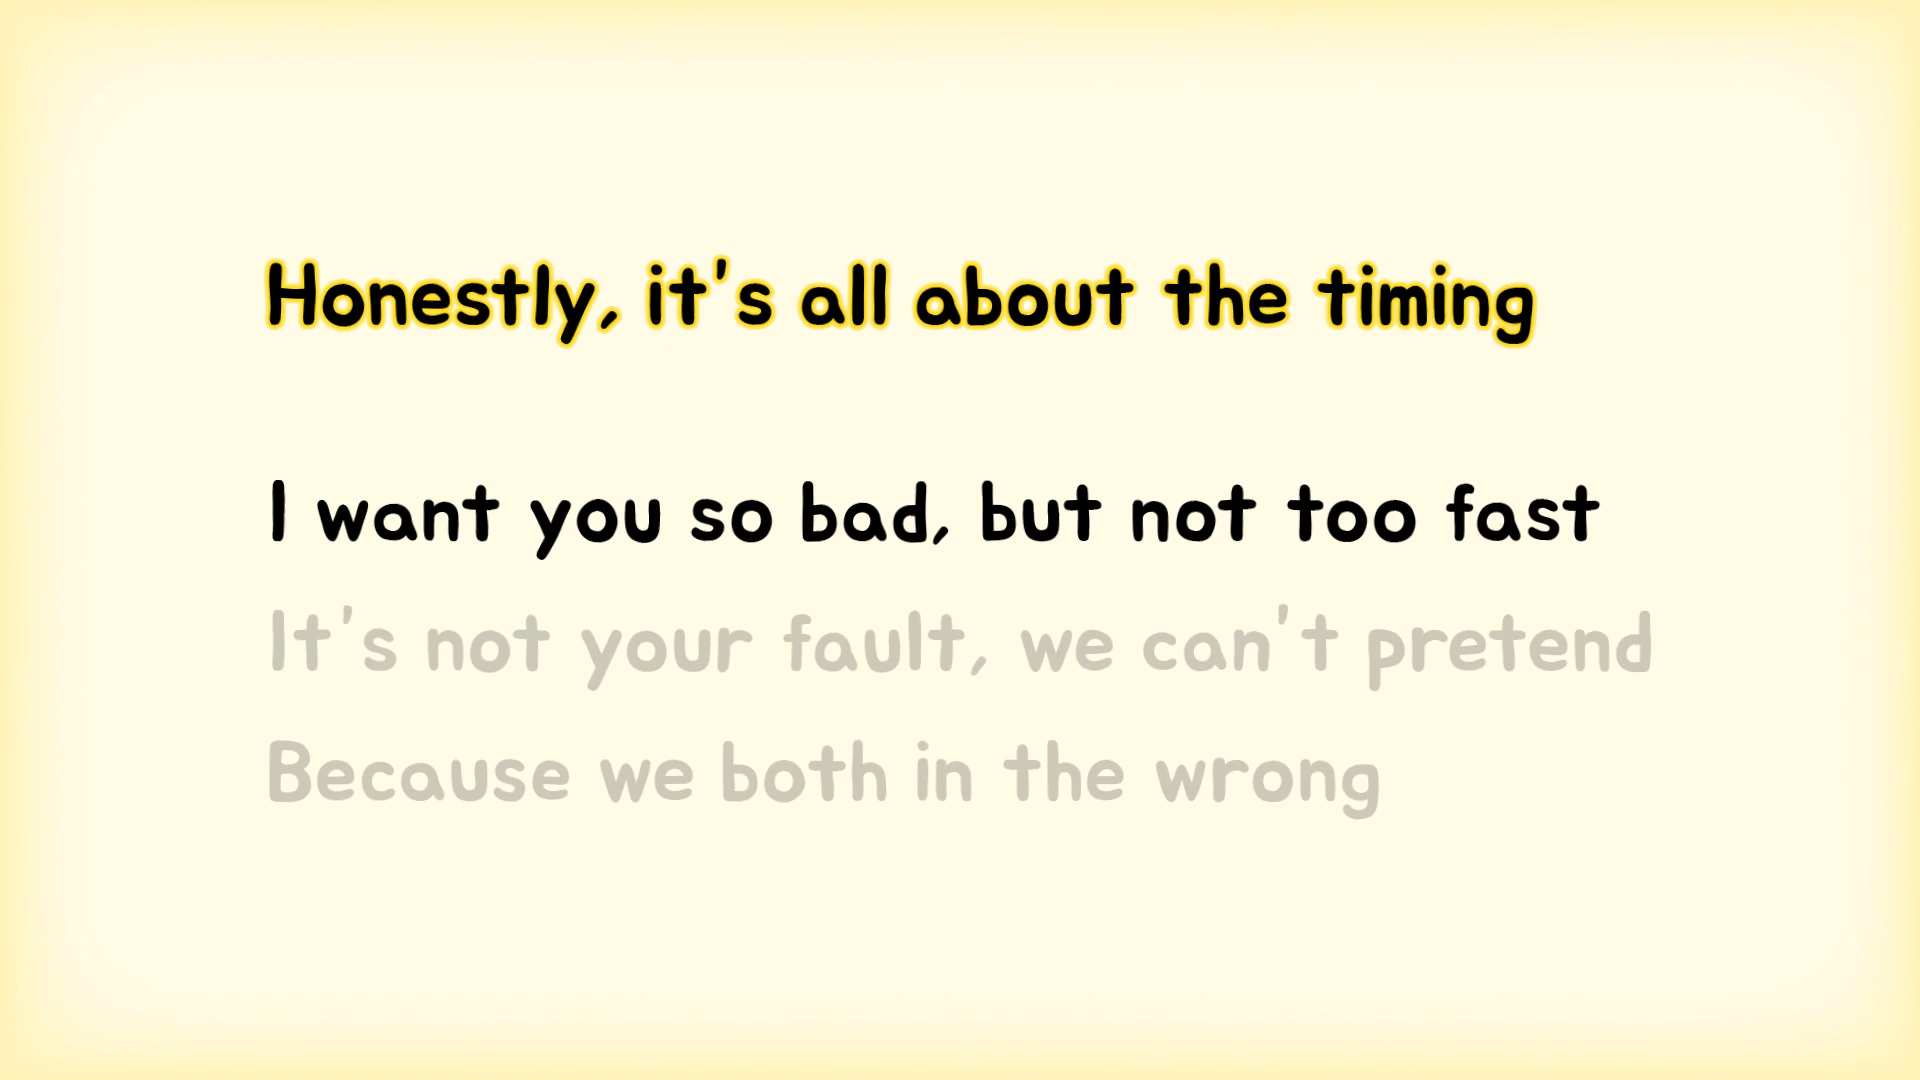 Honestly, it's all about the timing
I want you so bad, but not too fast
It's not your fault, we can't pretend
Because we both in the wrong